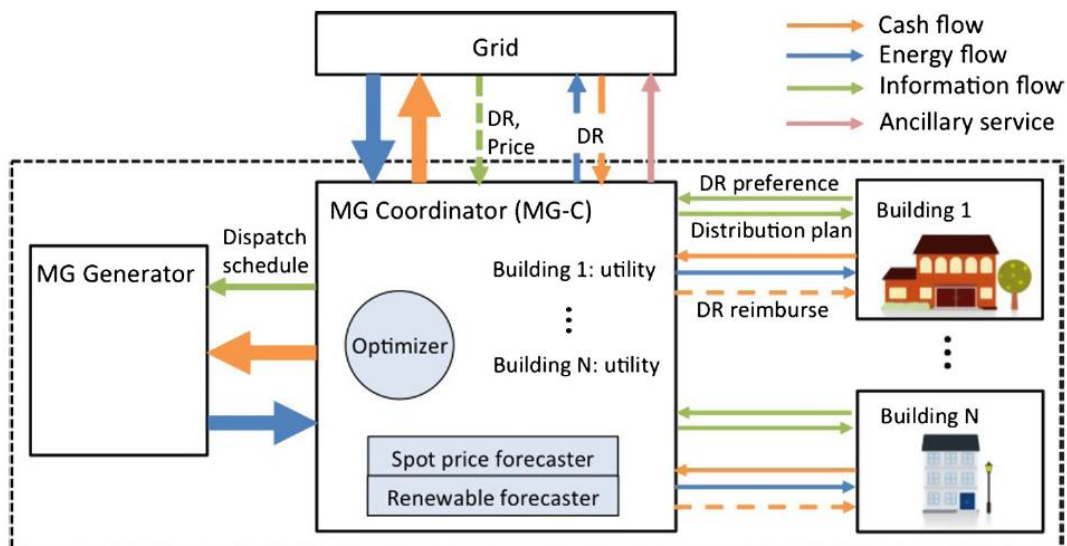 Grid
Cash flow
Energy flow
Information flow
Ancillary service
DR,
Price
DR
MG Coordinator (MG-C)
DR preference
Distribution plan
DR reimburse
Building 1
MG Generator
Dispatch
schedule
Building 1: utility
Optimizer
Building N: utility
Building N
Spot price forecaster
Renewable forecaster